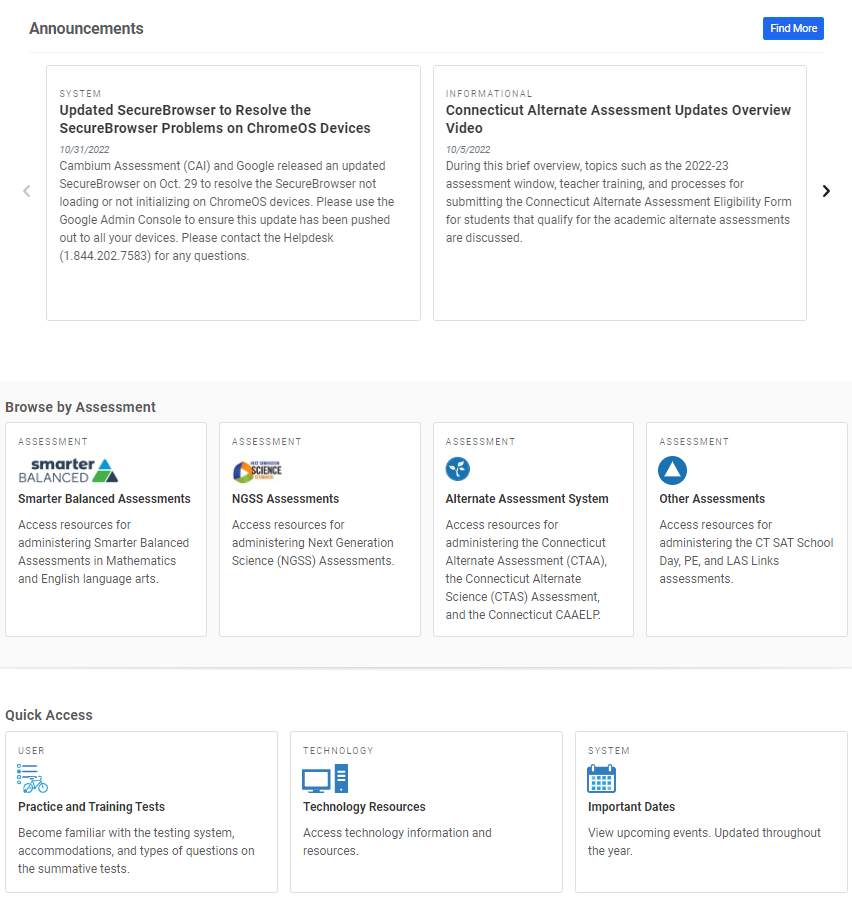 Announcements
Find More
SYSTEM
Updated SecureBrowser to Resolve the
SecureBrowser Problems on ChromeOS Devices
10/31/2022
Cambium Assessment (CAI) and Google released an updated
SecureBrowser on Oct. 29 to resolve the SecureBrowser not
loading or not initializing on ChromeOS devices. Please use the
Google Admin Console to ensure this update has been pushed
out to all your devices. Please contact the Helpdesk
(1.844.202.7583) for any questions.
INFORMATIONAL
Connecticut Alternate Assessment Updates Overview
Video
10/5/2022
During this brief overview, topics such as the 2022-23
assessment window, teacher training, and processes for
submitting the Connecticut Alternate Assessment Eligibility Form
for students that qualify for the academic alternate assessments
are discussed.
Browse by Assessment
ASSESSMENT
smarter
BALANCED
Smarter Balanced Assessments
Access resources for
administering Smarter Balanced
Assessments in Mathematics
and English language arts.
ASSESSMENT
NEXT GENERATION
SCIENCE
STANDARDS
NGSS Assessments
Access resources for
administering Next Generation
Science (NGSS) Assessments.
ASSESSMENT
Alternate Assessment System
Access resources for
administering the Connecticut
Alternate Assessment (CTAA),
the Connecticut Alternate
Science (CTAS) Assessment,
and the Connecticut CAAELP.
ASSESSMENT
Other Assessments
Access resources for
administering the CT SAT School
Day, PE, and LAS Links
assessments.
Quick Access
USER
Practice and Training Tests
Become familiar with the testing system,
accommodations, and types of questions on
the summative tests.
TECHNOLOGY
Technology Resources
Access technology information and
resources.
SYSTEM
Important Dates
View upcoming events. Updated throughout
the year.